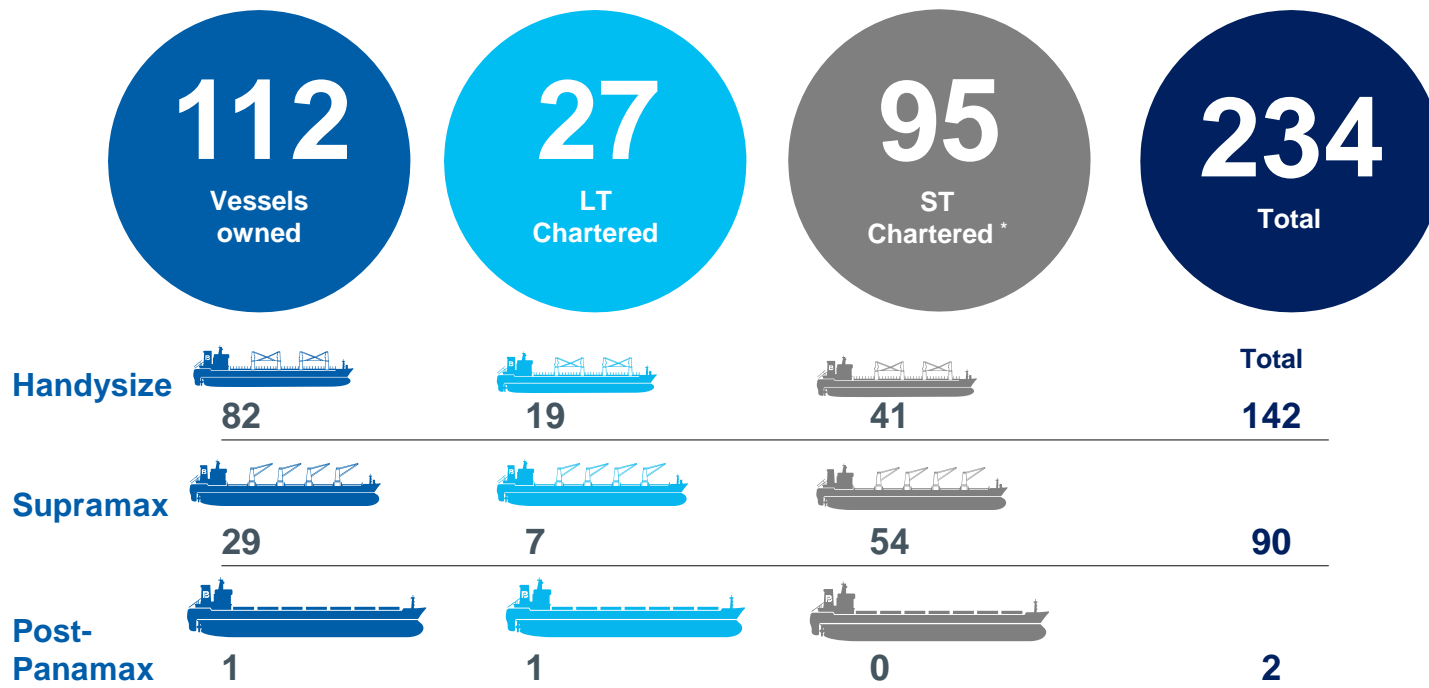 112
Vessels
owned
27
LT
Chartered
95
ST
Chartered *
234
Total
Total
Handysize
82 19 41 142
Supramax
29 7 54 90
Post-
Panamax
1 1 0 2